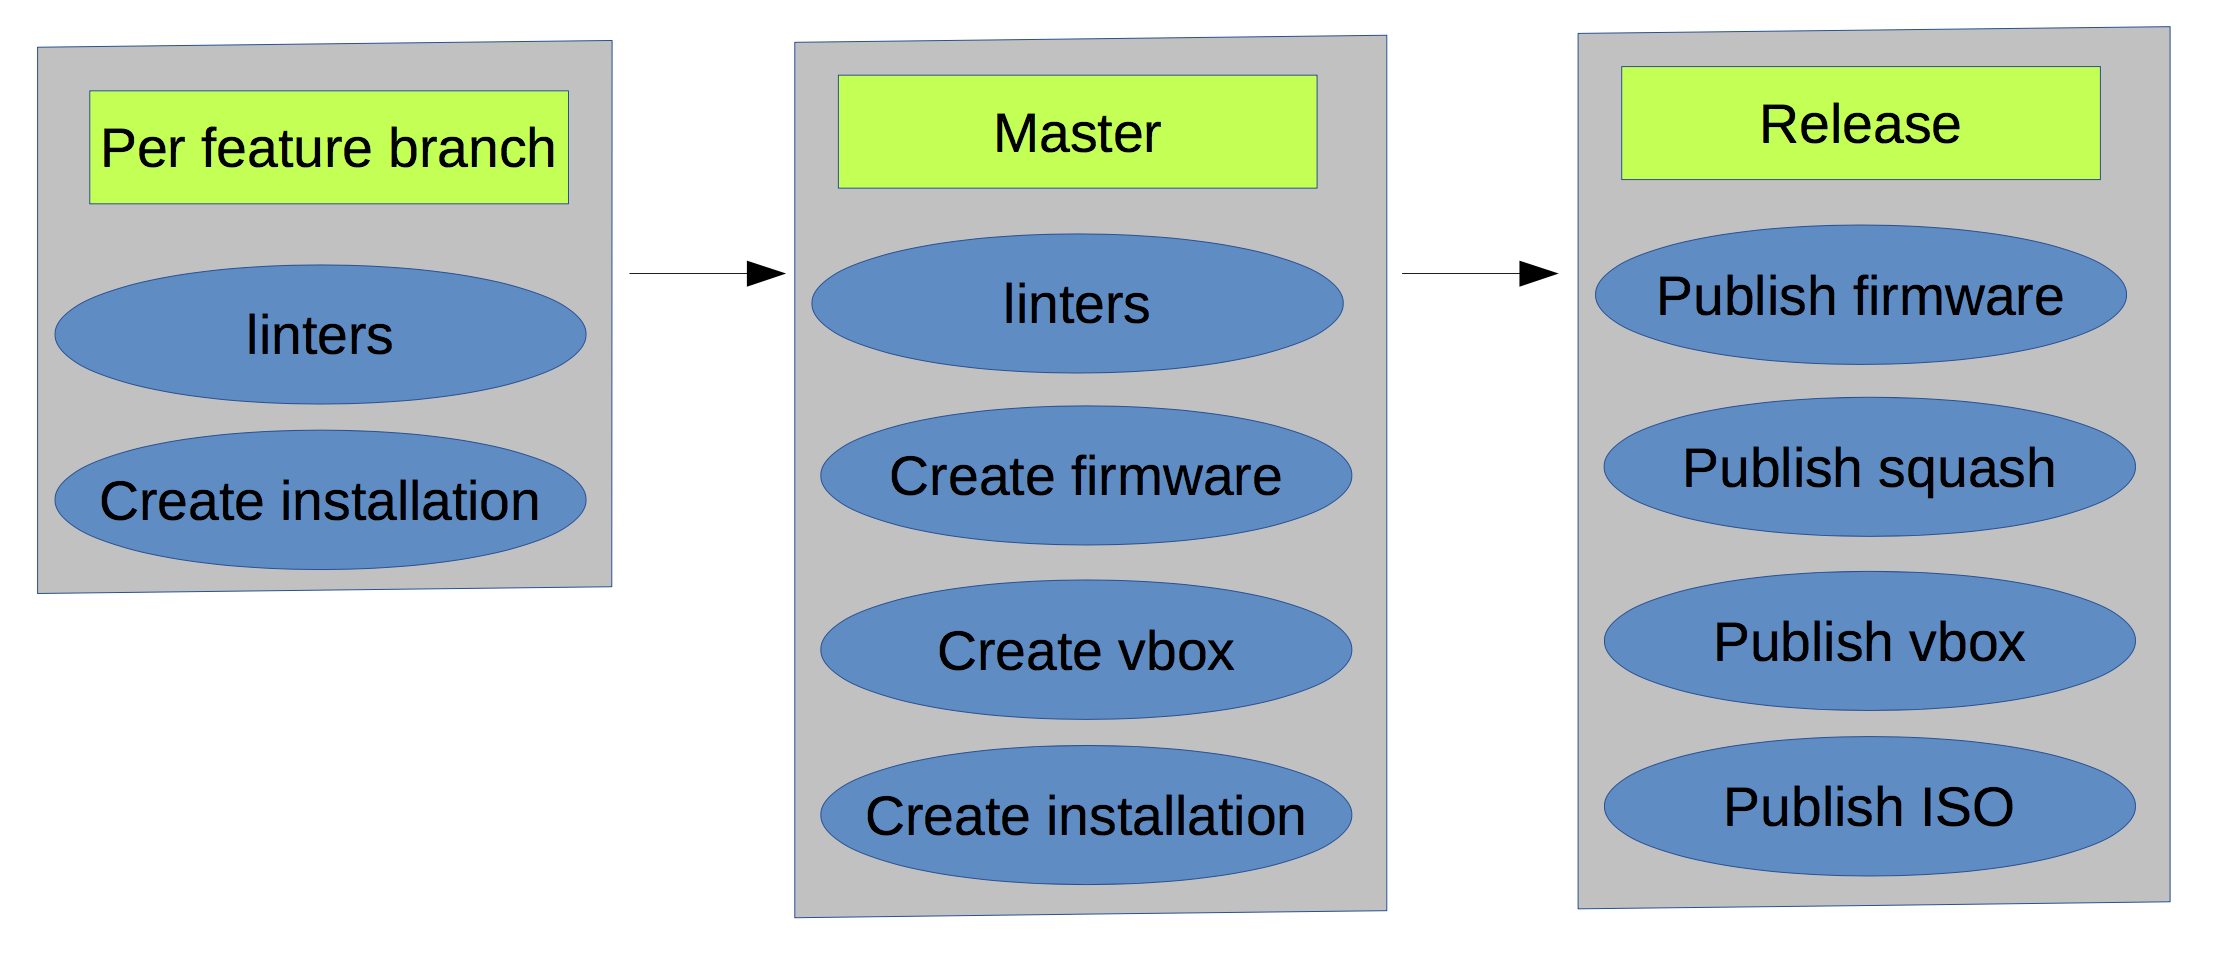 Per feature branch
linters
Create installation
Master
linters
Create firmware
Create vbox
Create installation
Release
Publish firmware
Publish squash
Publish vbox
Publish ISO